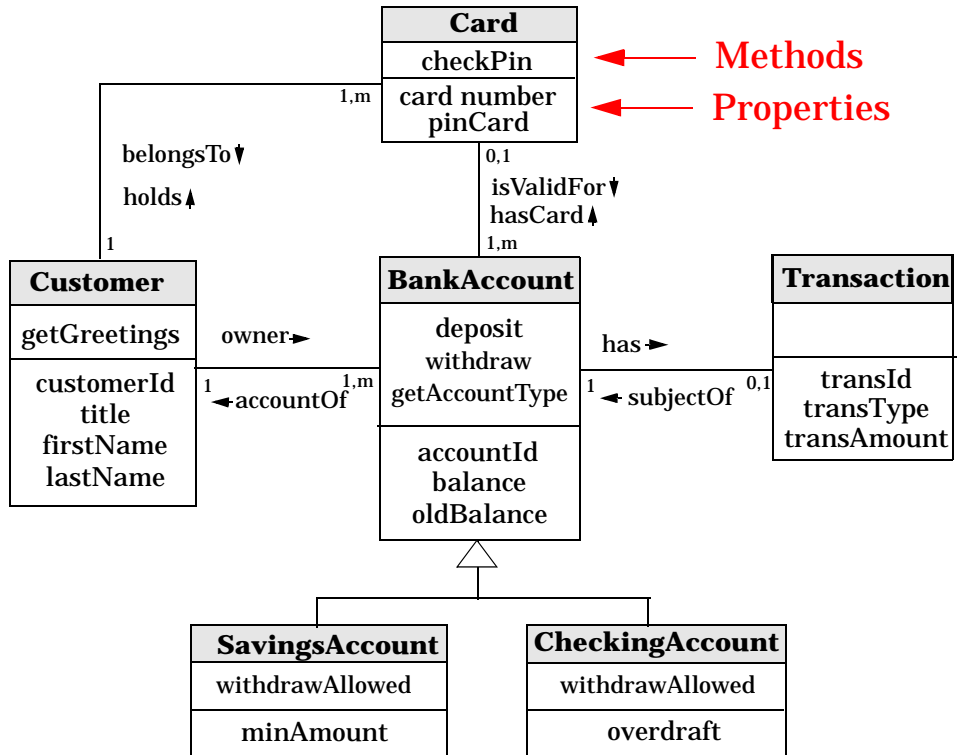 Card
checkPin
card number
pinCard
Methods
Properties
1,m
0,1
belongsTo
holds
isValidFor
hasCard
1
1,m
Customer
getGreetings
customerId
title
firstName
lastName
owner
1
1,m
accountOf
BankAccount
deposit
withdraw
getAccountType
accountId
balance
oldBalance
has
1
0,1
subjectOf
Transaction
transId
transType
transAmount
SavingsAccount
withdrawAllowed
minAmount
CheckingAccount
withdrawAllowed
overdraft